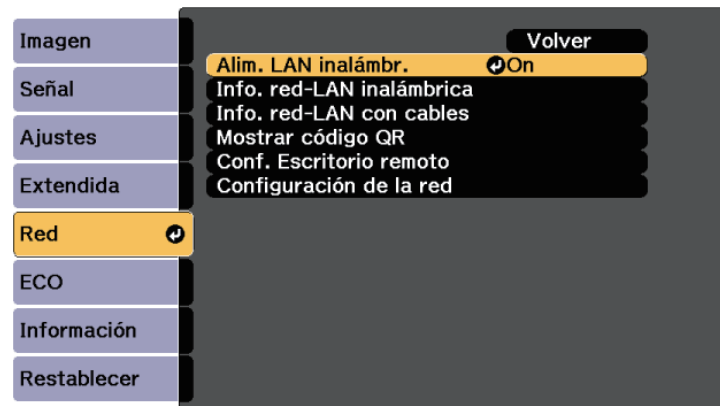 Imagen
Señal
Ajustes
Extendida
Red
ECO
Información
Restablecer
Volver
Alim. LAN inalámbr. On
Info. red-LAN inalámbrica
Info. red-LAN con cables
Mostrar código QR
Conf. Escritorio remoto
Configuración de la red